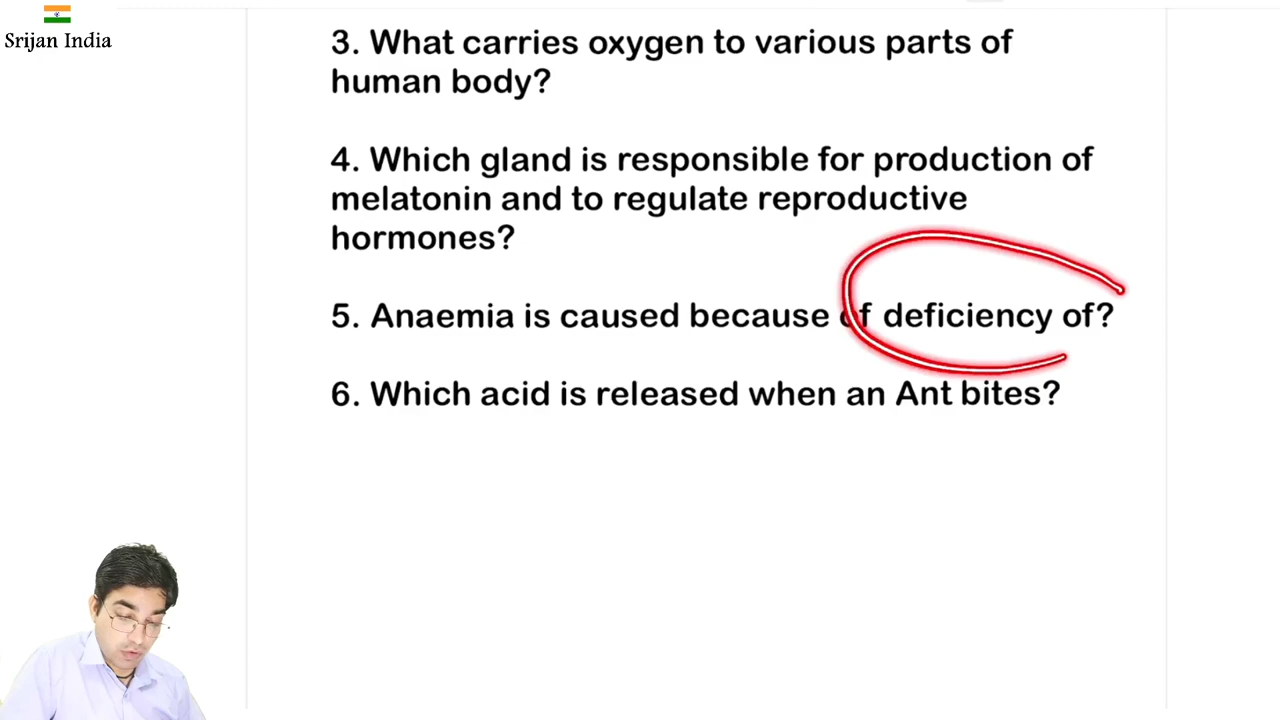 Srijan India
3. What carries oxygen to various parts of
human body?
4. Which gland is responsible for production of
melatonin and to regulate reproductive
hormones?
5. Anaemia is caused because of deficiency of?
6. Which acid is released when an Ant bites?